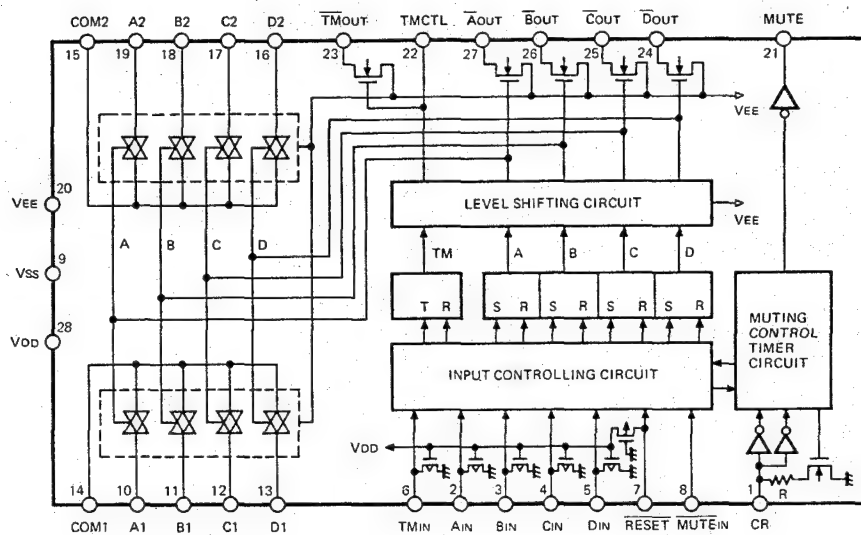 COM2 A2 B2 C2 D2 TMOUT TMCTL AOUT BOUT COUT DOUT MUTE
15 19 18 17 16 23 22 27 26 25 24 21
VEE
20
VEE
LEVEL SHIFTING CIRCUIT
VEE
A B C D
TM A B C D
9
VSS
T R S R S R S R S R
28
VDD
MUTING
CONTROL
TIMER
CIRCUIT
INPUT CONTROLLING CIRCUIT
VDD
R
14 10 11 12 13 6 2 3 4 5 7 8 1
COM1 A1 B1 C1 D1 TMIN AIN BIN CIN DIN RESET MUTEIN CR